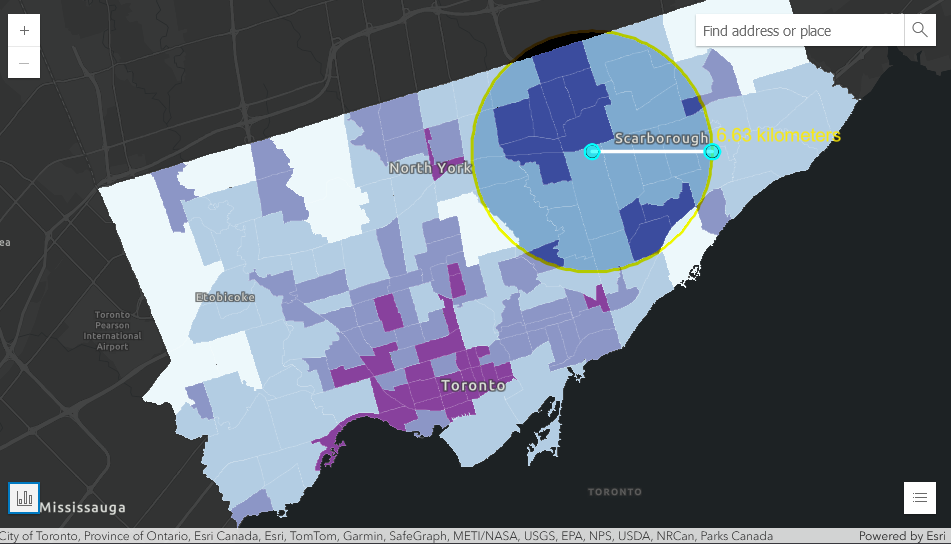 +
−
Find address or place
Scarborough
6.63 kilometers
North York
ea
Etobicoke
Toronto
Pearson
International
Airport
Toronto
TORONTO
Mississauga
City of Toronto, Province of Ontario, Esri Canada, Esri, TomTom, Garmin, SafeGraph, METI/NASA, USGS, EPA, NPS, USDA, NRCan, Parks Canada
Powered by Esri